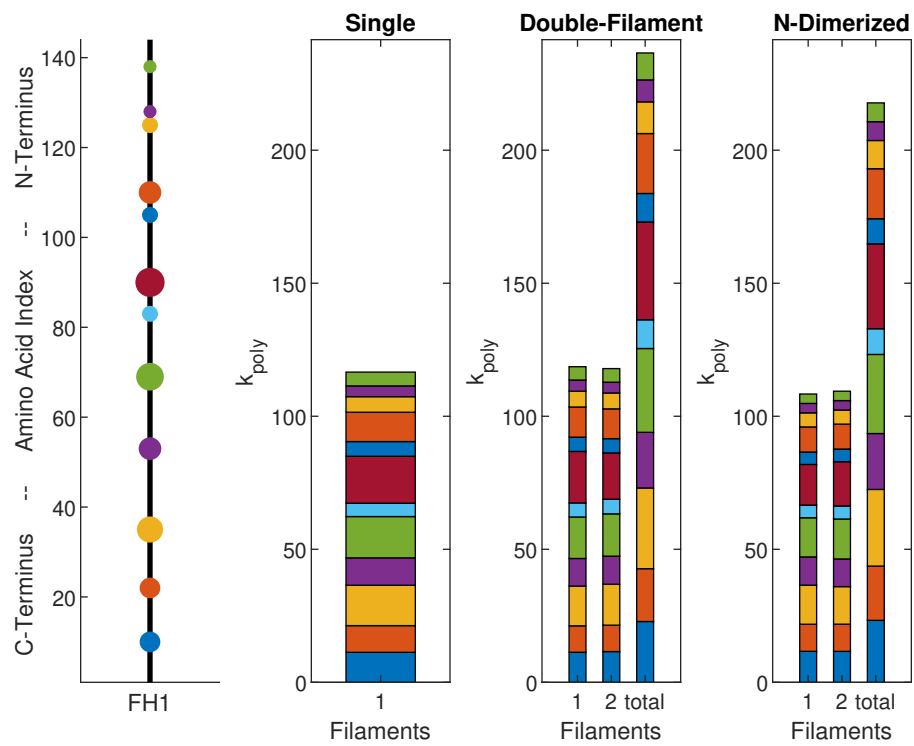 Single
Double-Filament
N-Dimerized
C-Terminus -- Amino Acid Index -- N-Terminus
140
120
100
80
60
40
20
FH1
k_poly
200
150
100
50
0
1
Filaments
k_poly
200
150
100
50
0
1 2 total
Filaments
k_poly
200
150
100
50
0
1 2 total
Filaments